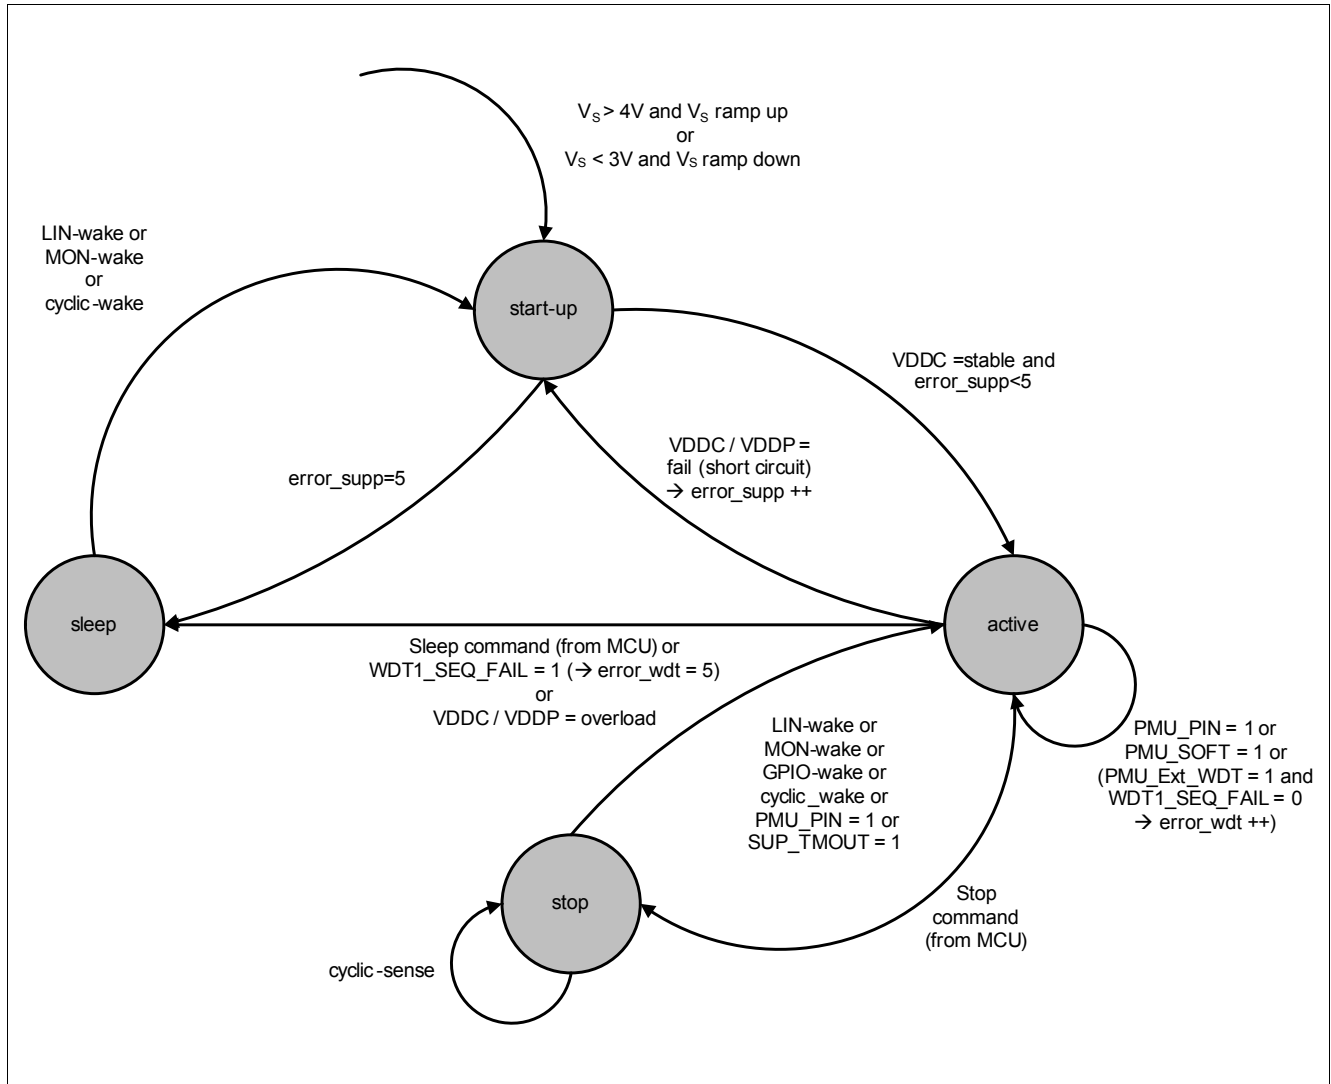 V_S > 4V and V_S ramp up
or
V_S < 3V and V_S ramp down
LIN-wake or
MON-wake
or
cyclic-wake
start-up
VDDC =stable and
error_supp<5
VDDC / VDDP =
fail (short circuit)
→ error_supp ++
error_supp=5
sleep
active
Sleep command (from MCU) or
WDT1_SEQ_FAIL = 1 (→ error_wdt = 5)
or
VDDC / VDDP = overload
LIN-wake or
MON-wake or
GPIO-wake or
cyclic_wake or
PMU_PIN = 1 or
SUP_TMOUT = 1
PMU_PIN = 1 or
PMU_SOFT = 1 or
(PMU_Ext_WDT = 1 and
WDT1_SEQ_FAIL = 0
→ error_wdt ++)
stop
Stop
command
(from MCU)
cyclic-sense